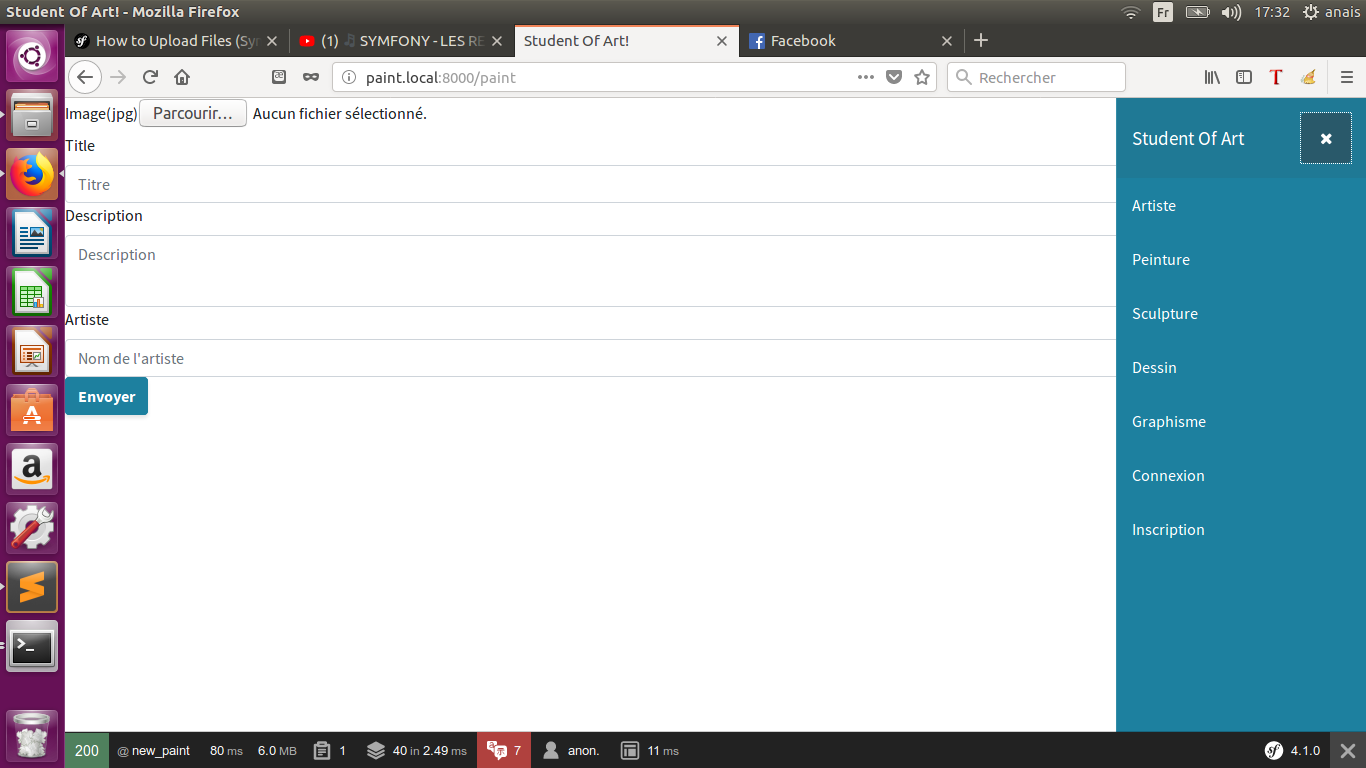 Student Of Art! - Mozilla Firefox
Fr 17:32 anais
How to Upload Files (Syn
(1) SYMFONY - LES RE
Student Of Art!
Facebook
paint.local:8000/paint
Rechercher
Image(jpg) Parcourir... Aucun fichier sélectionné.
Title
Titre
Description
Description
Artiste
Nom de l'artiste
Envoyer
Student Of Art
Artiste
Peinture
Sculpture
Dessin
Graphisme
Connexion
Inscription
200 @ new_paint 80 ms 6.0 MB 1 40 in 2.49 ms 7 anon. 11 ms 4.1.0